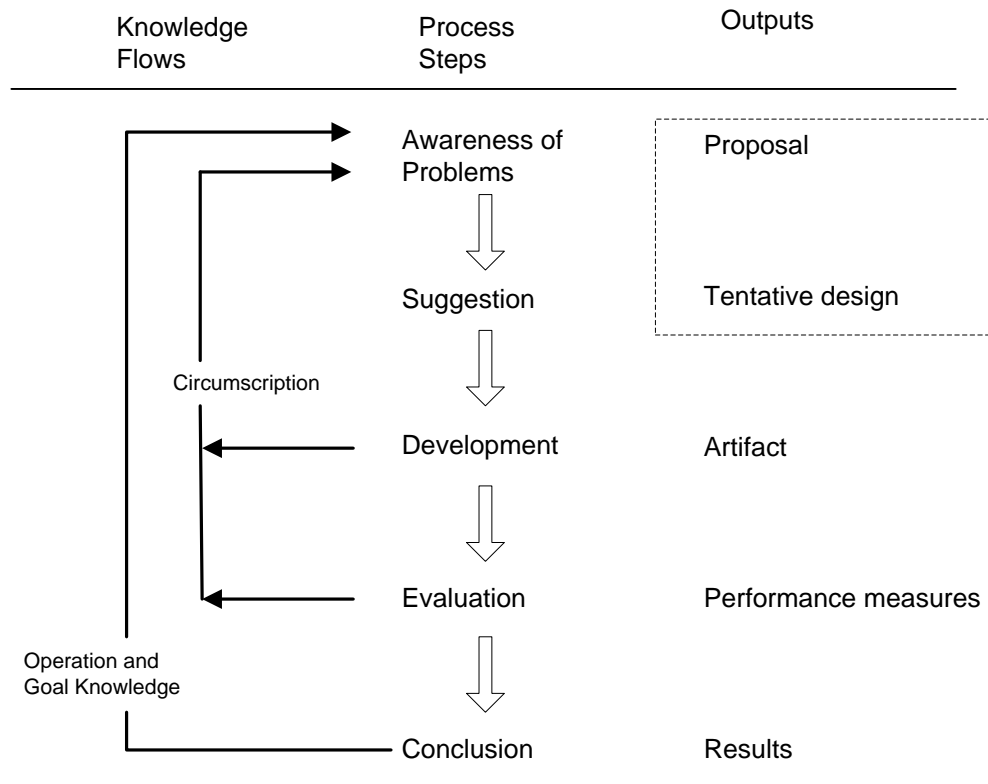 Knowledge
Flows
Process
Steps
Outputs
Awareness of
Problems
Proposal
Suggestion
Tentative design
Circumscription
Development
Artifact
Evaluation
Performance measures
Operation and
Goal Knowledge
Conclusion
Results